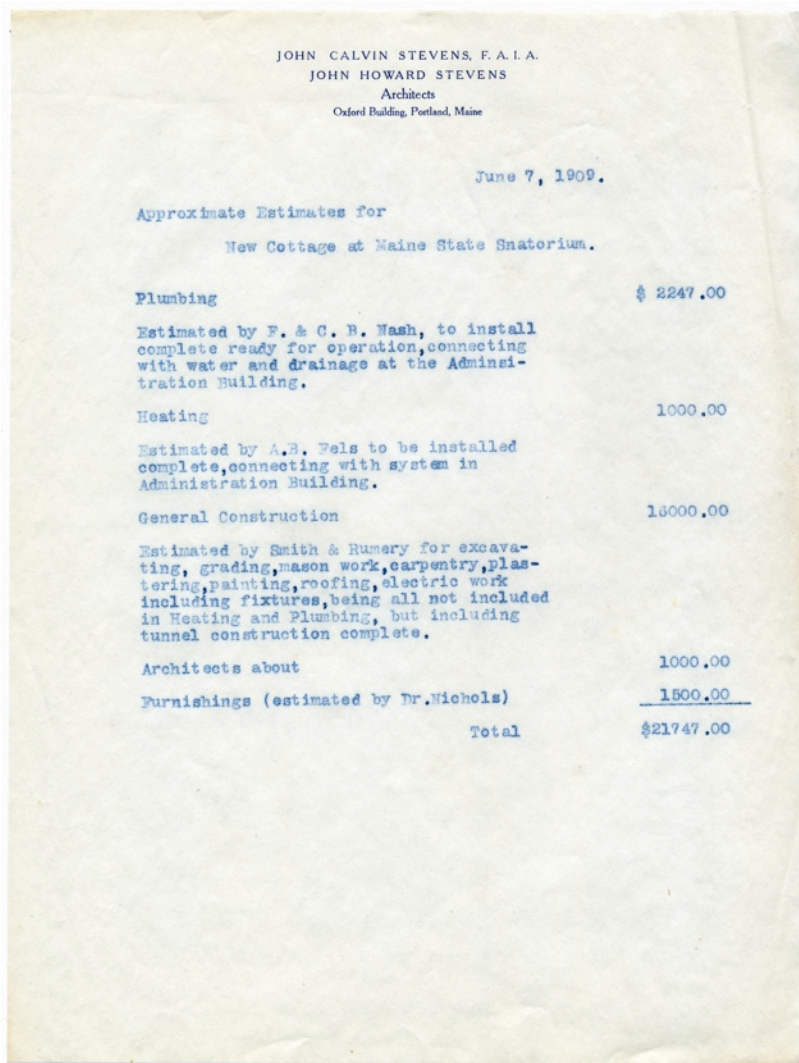 JOHN CALVIN STEVENS, F. A. I. A.
JOHN HOWARD STEVENS
Architects
Oxford Building, Portland, Maine
June 7, 1909.
Approximate Estimates for
New Cottage at Maine State Snatorium.
Plumbing $ 2247.00
Estimated by F. & C. B. Nash, to install
complete ready for operation,connecting
with water and drainage at the Adminsi-
tration Building.
Heating 1000.00
Estimated by A.B. Fels to be installed
complete,connecting with system in
Administration Building.
General Construction 16000.00
Estimated by Smith & Rumery for excava-
ting, grading,mason work,carpentry,plas-
tering,painting,roofing,electric work
including fixtures,being all not included
in Heating and Plumbing, but including
tunnel construction complete.
Architects about 1000.00
Furnishings (estimated by Dr.Nichols) 1500.00
Total $21747.00